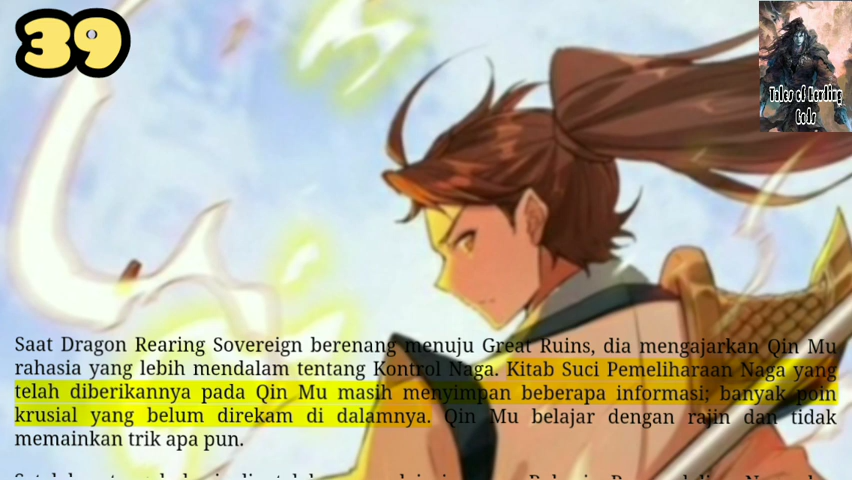 39
Tales of Herding
Gods
Saat Dragon Rearing Sovereign berenang menuju Great Ruins, dia mengajarkan Qin Mu
rahasia yang lebih mendalam tentang Kontrol Naga. Kitab Suci Pemeliharaan Naga yang
telah diberikannya pada Qin Mu masih menyimpan beberapa informasi; banyak poin
krusial yang belum direkam di dalamnya. Qin Mu belajar dengan rajin dan tidak
memainkan trik apa pun.